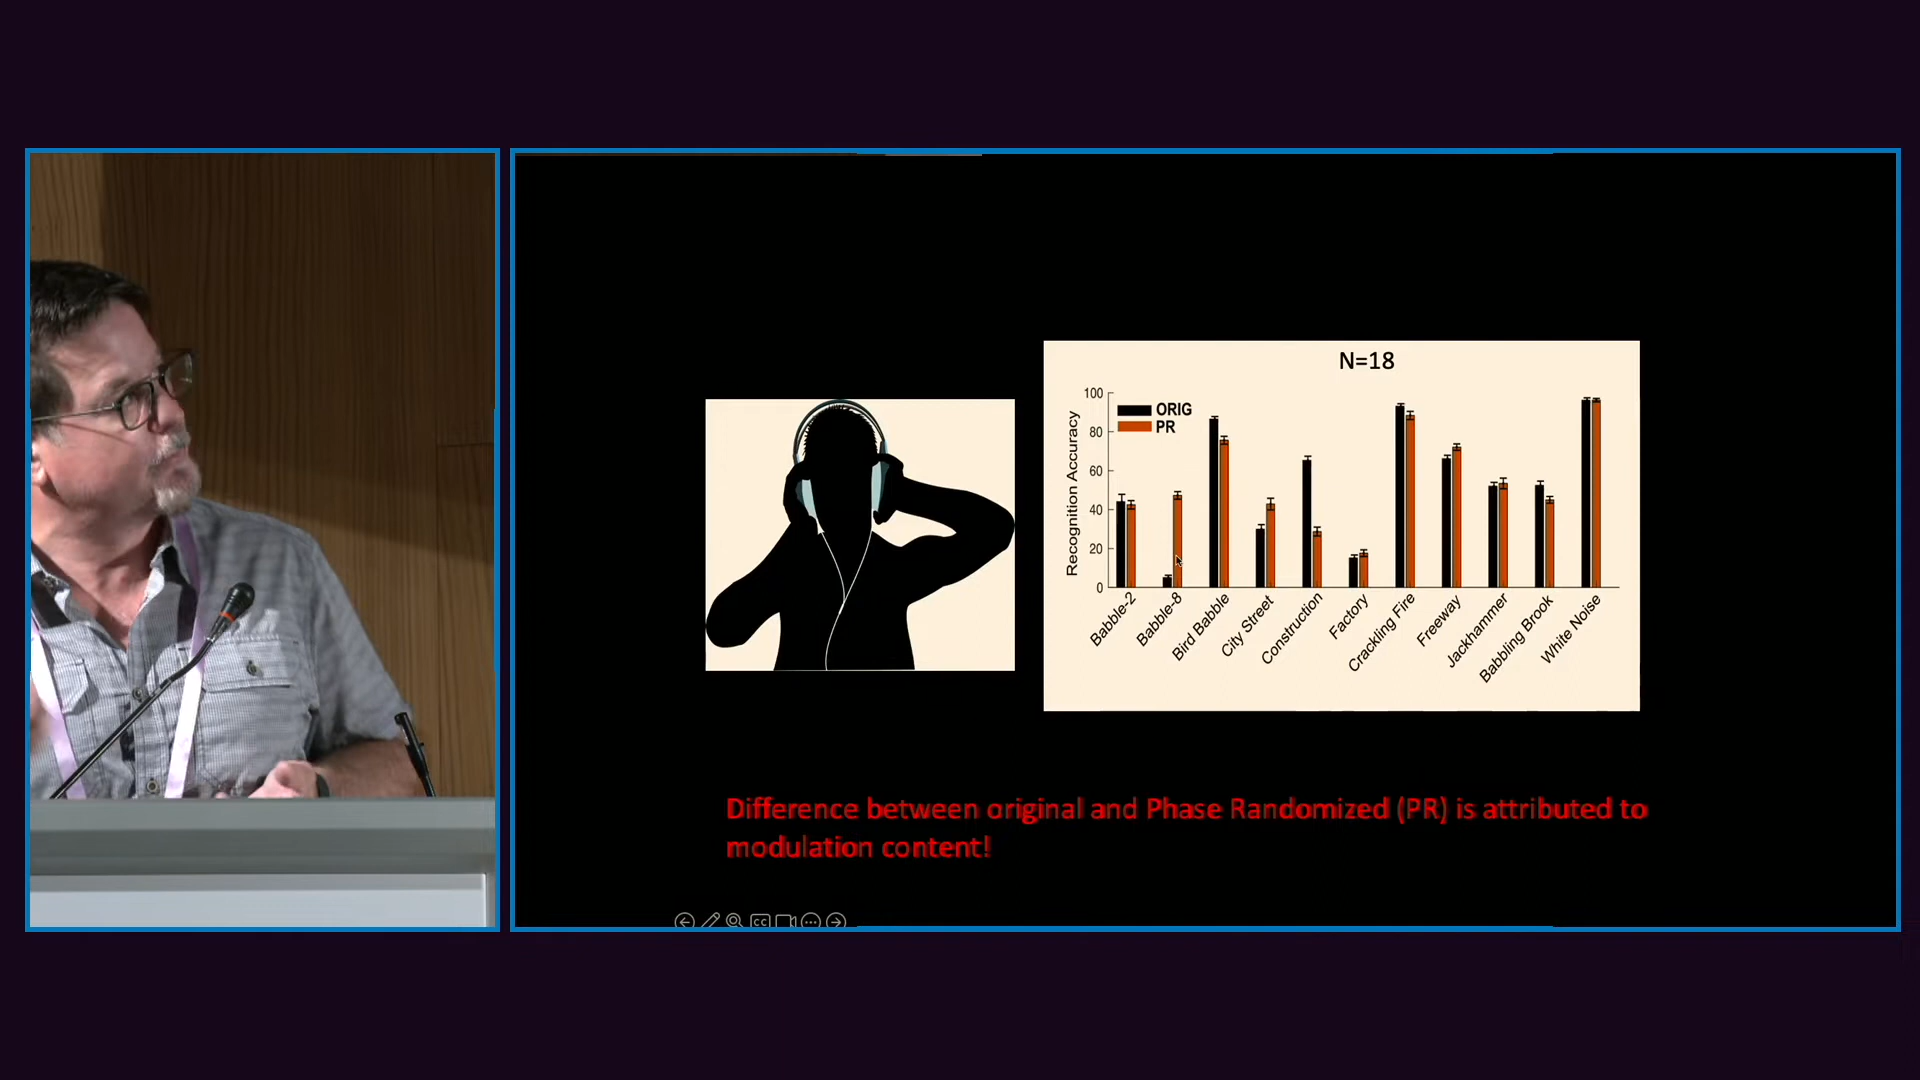 N=18
100
80
60
40
20
0
Recognition Accuracy
ORIG
PR
Babble-2
Babble-8
Bird Babble
City Street
Construction
Factory
Crackling Fire
Freeway
Jackhammer
Babbling Brook
White Noise
Difference between original and Phase Randomized (PR) is attributed to
modulation content!
CC